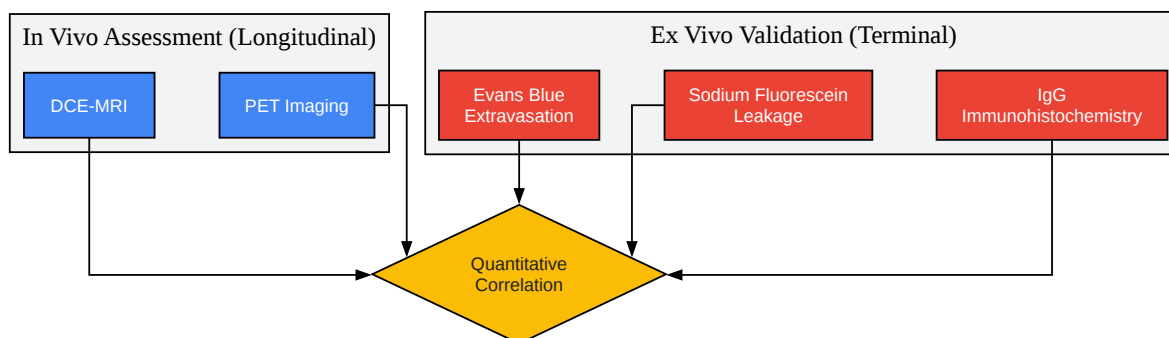 In Vivo Assessment (Longitudinal)
DCE-MRI
PET Imaging
Ex Vivo Validation (Terminal)
Evans Blue
Extravasation
Sodium Fluorescein
Leakage
IgG
Immunohistochemistry
Quantitative
Correlation